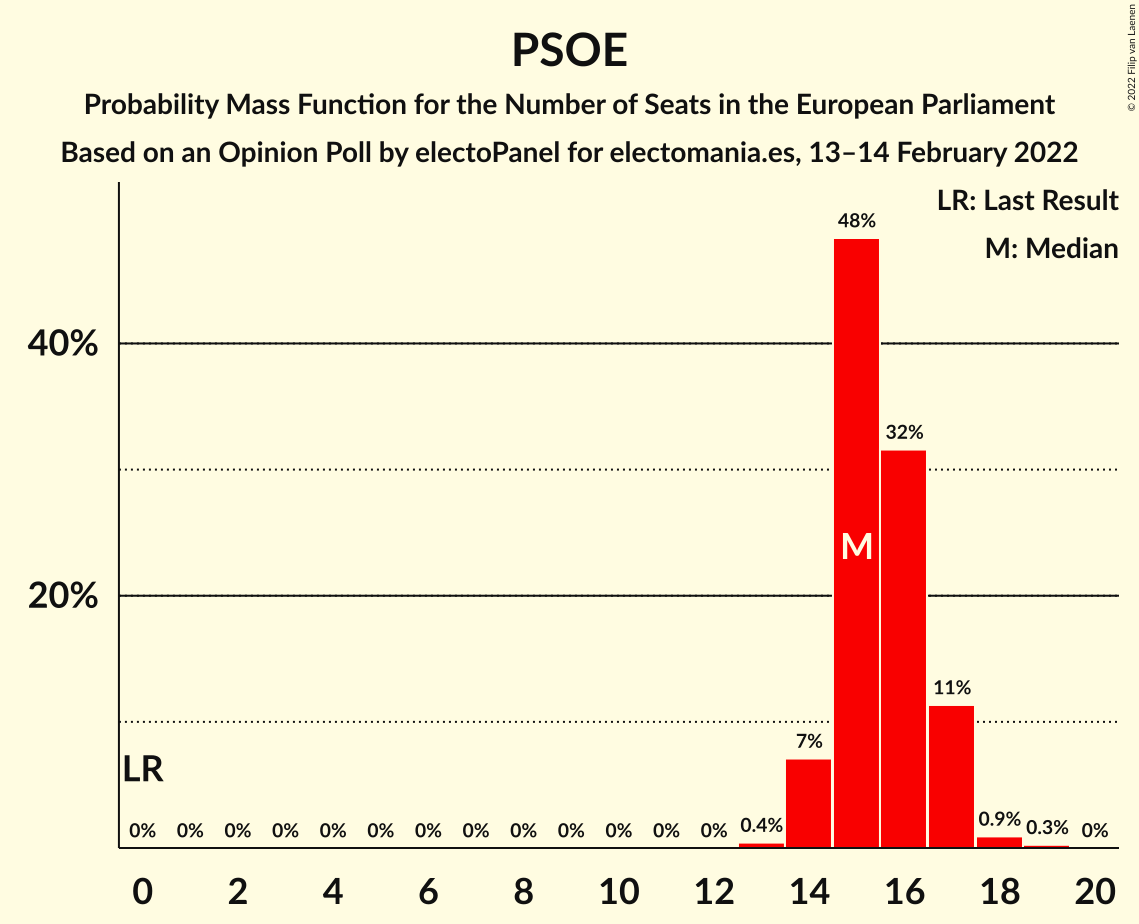 PSOE
Probability Mass Function for the Number of Seats in the European Parliament
Based on an Opinion Poll by electoPanel for electomania.es, 13–14 February 2022
© 2022 Filip van Laenen
LR: Last Result
M: Median
48%
40%
32%
M
20%
11%
7%
LR
0% 0% 0% 0% 0% 0% 0% 0% 0% 0% 0% 0% 0% 0.4% 0.9% 0.3% 0%
0 2 4 6 8 10 12 14 16 18 20